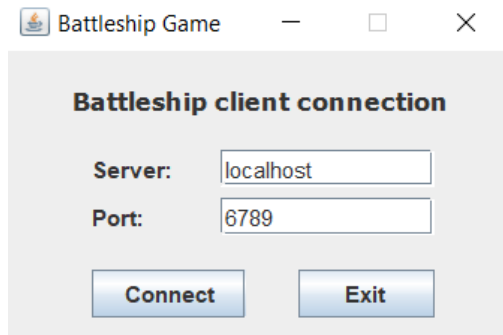 Battleship Game
Battleship client connection
Server: localhost
Port: 6789
Connect Exit